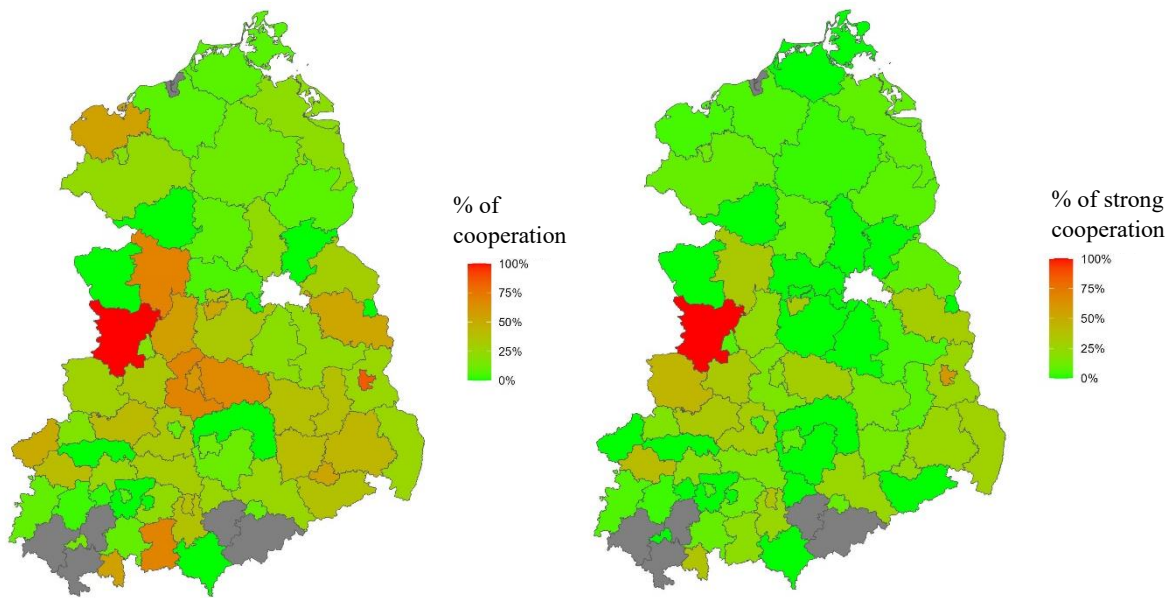 % of
cooperation
100%
75%
50%
25%
0%
% of strong
cooperation
100%
75%
50%
25%
0%